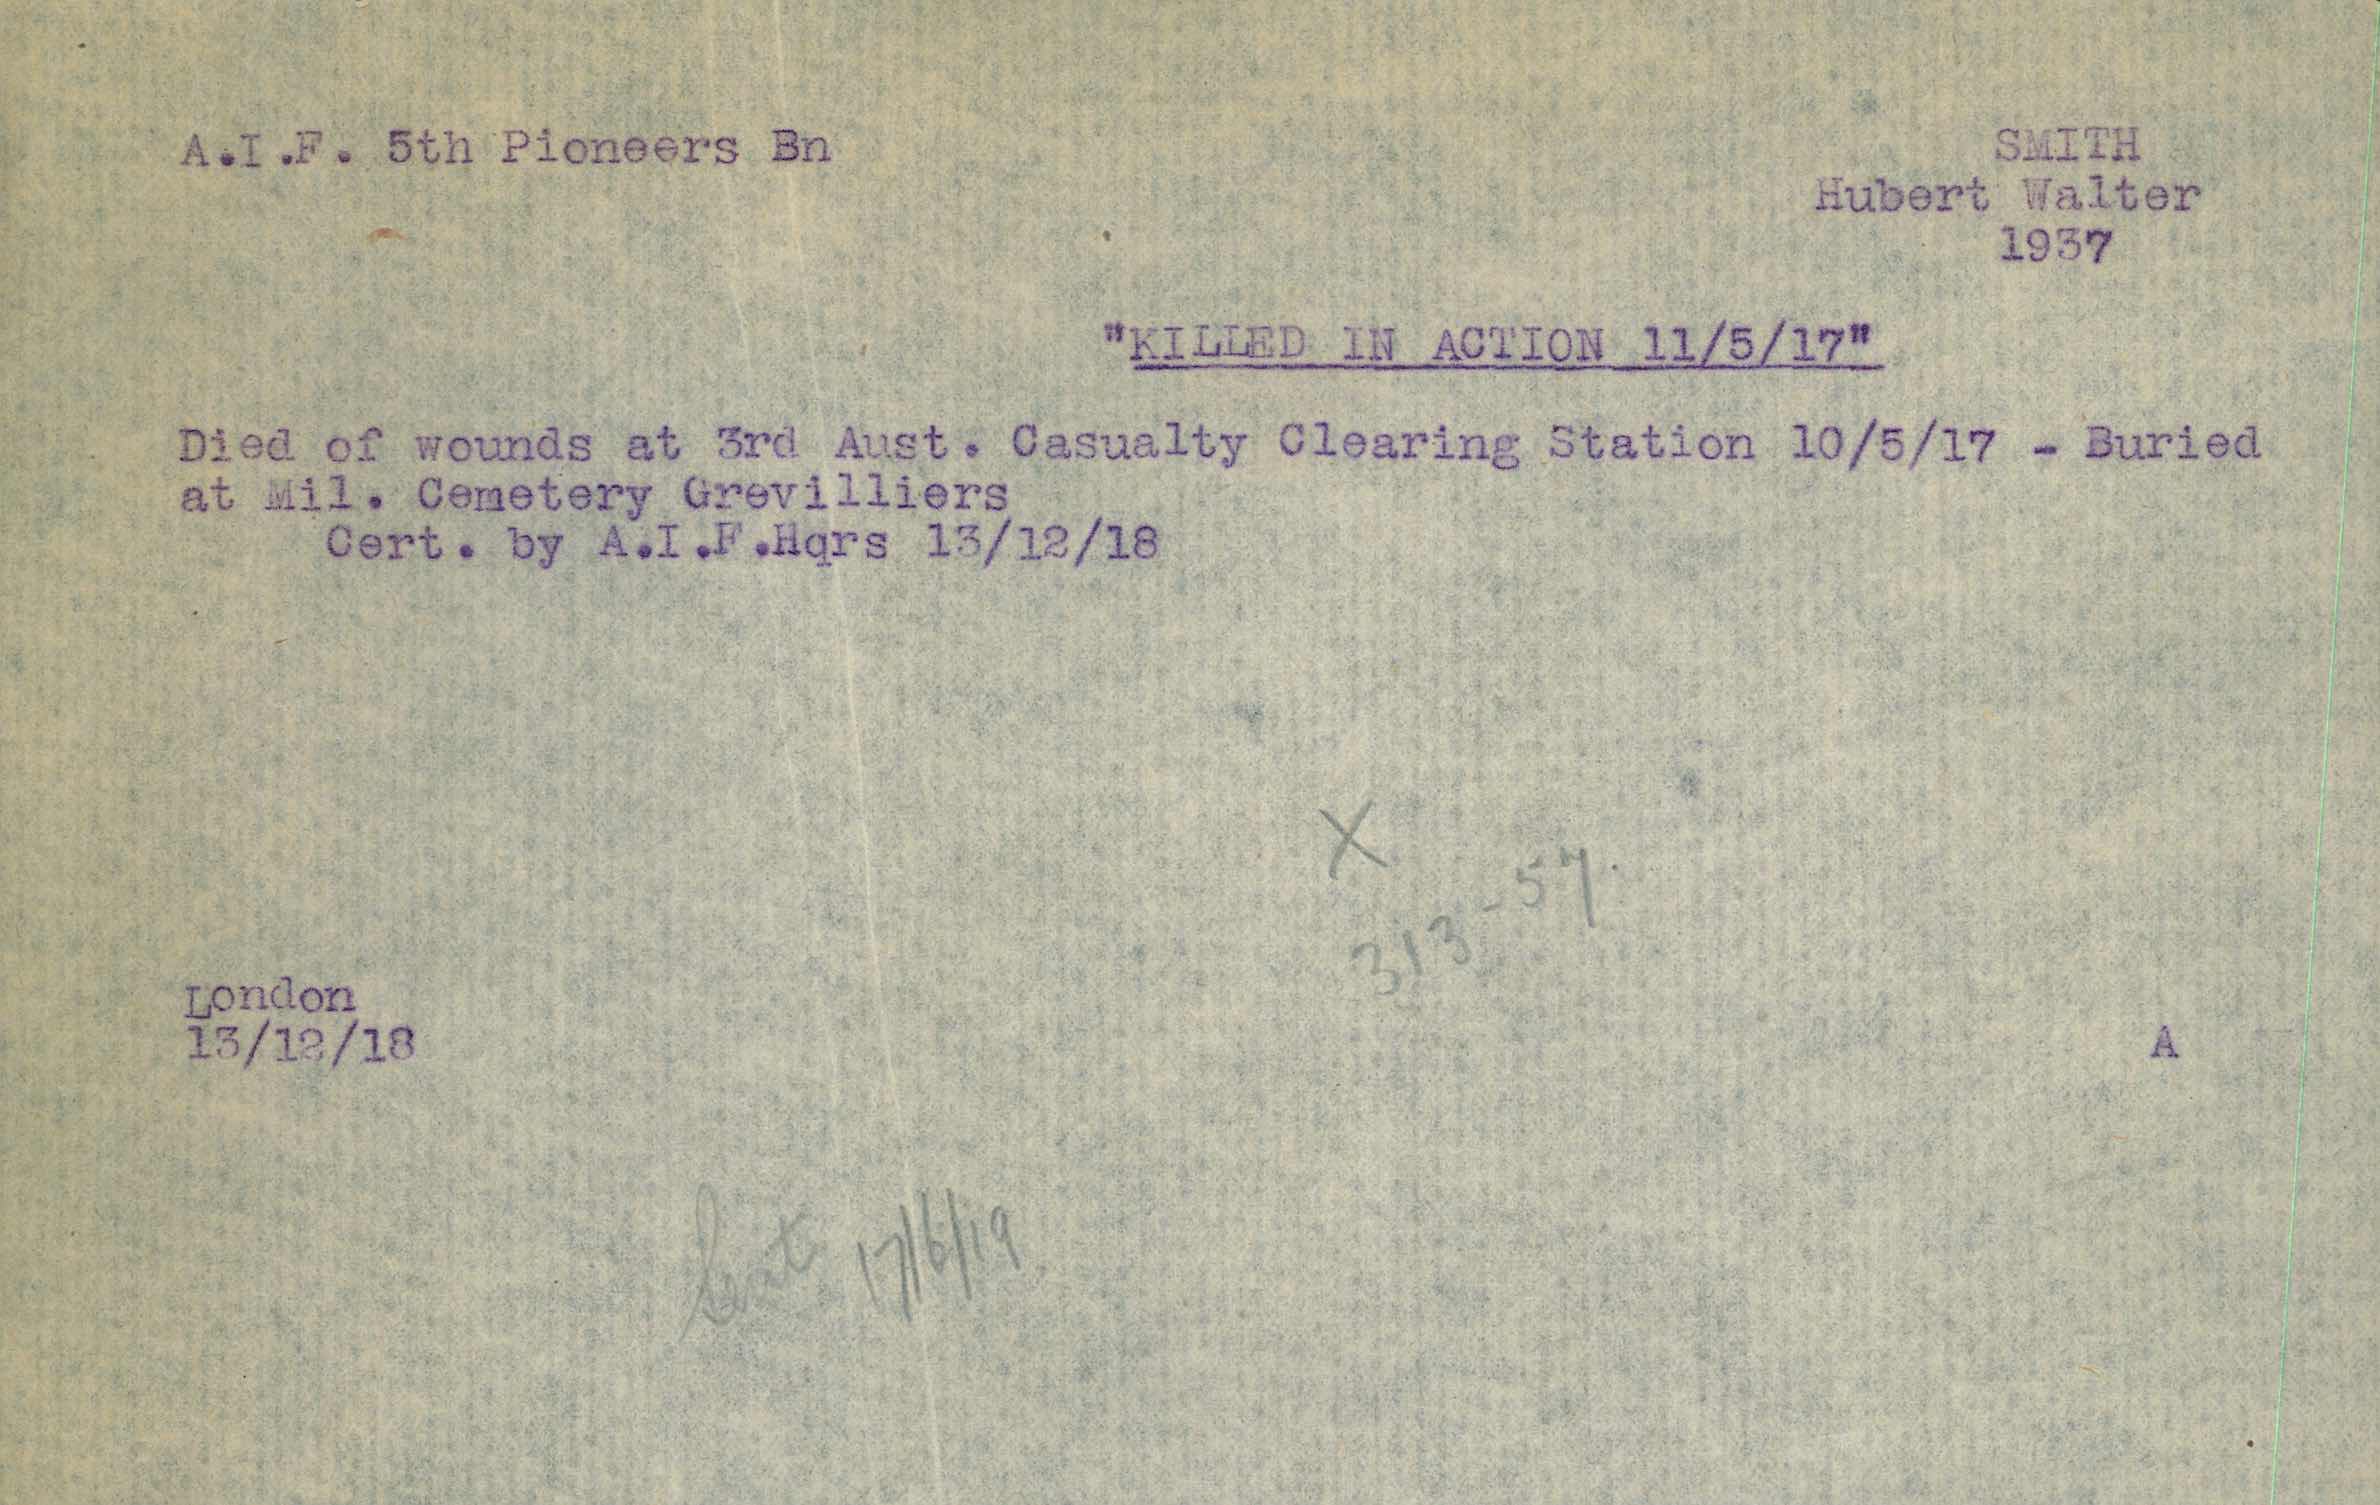 A.I.F. 5th Pioneers Bn
SMITH
Hubert Walter
1937
"KILLED IN ACTION 11/5/17"
Died of wounds at 3rd Aust. Casualty Clearing Station 10/5/17 - Buried
at Mil. Cemetery Grevilliers
Cert. by A.I.F.Hqrs 13/12/18
X
313-57.
London
13/12/18
A
Sent 17/6/19